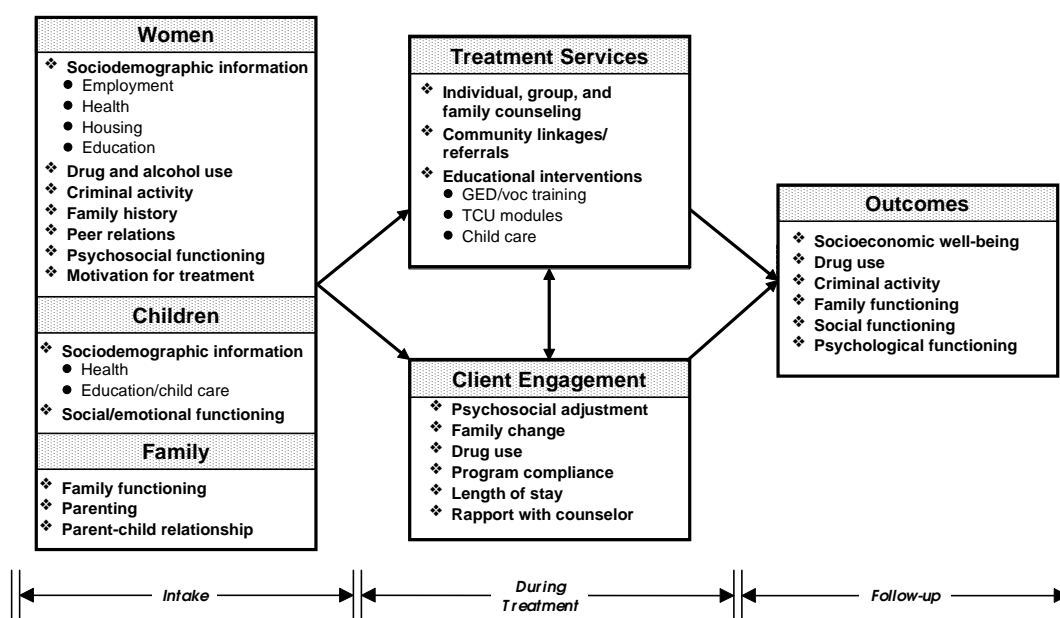 Women
❖ Sociodemographic information
● Employment
● Health
● Housing
● Education
❖ Drug and alcohol use
❖ Criminal activity
❖ Family history
❖ Peer relations
❖ Psychosocial functioning
❖ Motivation for treatment
Children
❖ Sociodemographic information
● Health
● Education/child care
❖ Social/emotional functioning
Family
❖ Family functioning
❖ Parenting
❖ Parent-child relationship
Treatment Services
❖ Individual, group, and
family counseling
❖ Community linkages/
referrals
❖ Educational interventions
● GED/voc training
● TCU modules
● Child care
Client Engagement
❖ Psychosocial adjustment
❖ Family change
❖ Drug use
❖ Program compliance
❖ Length of stay
❖ Rapport with counselor
Outcomes
❖ Socioeconomic well-being
❖ Drug use
❖ Criminal activity
❖ Family functioning
❖ Social functioning
❖ Psychological functioning
Intake
During
Treatment
Follow-up